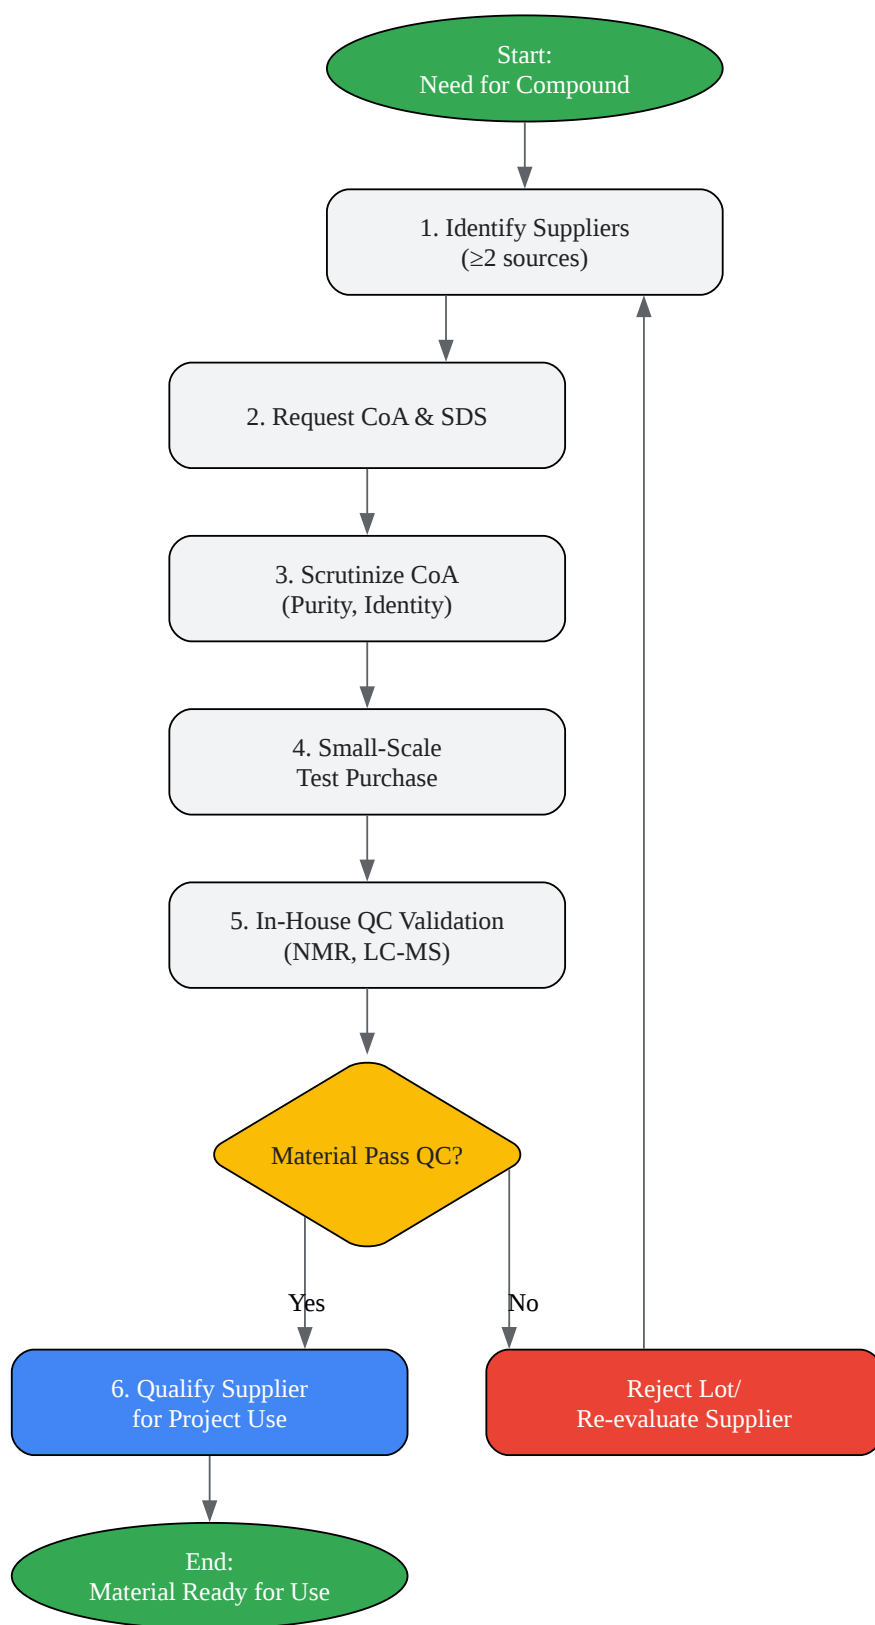 Start:
Need for Compound
1. Identify Suppliers
(≥2 sources)
2. Request CoA & SDS
3. Scrutinize CoA
(Purity, Identity)
4. Small-Scale
Test Purchase
5. In-House QC Validation
(NMR, LC-MS)
Material Pass QC?
Yes
No
6. Qualify Supplier
for Project Use
Reject Lot/
Re-evaluate Supplier
End:
Material Ready for Use